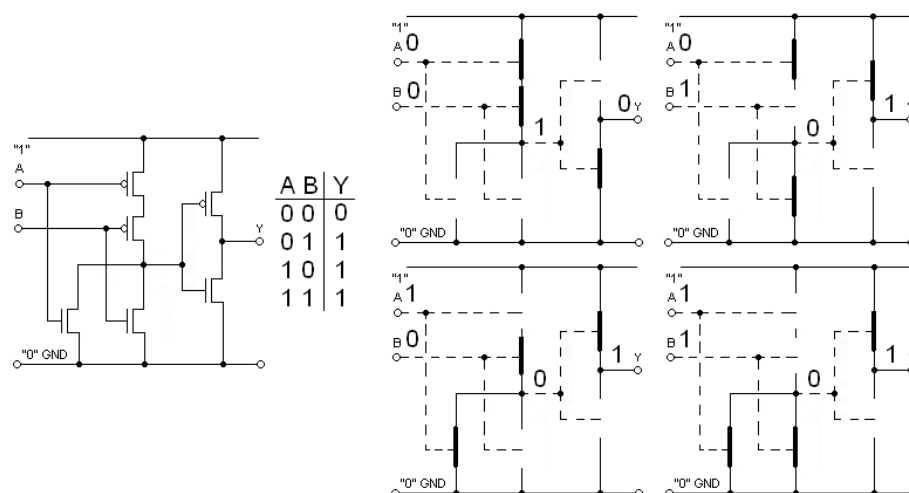 "1"
A
B
Y
"0" GND
A B Y
0 0 0
0 1 1
1 0 1
1 1 1
"1"
A 0
B 0
1
0 Y
"0" GND
"1"
A 0
B 1
0
1
"0" GND
"1"
A 1
B 0
0
1 Y
"0" GND
"1"
A 1
B 1
0
1
"0" GND